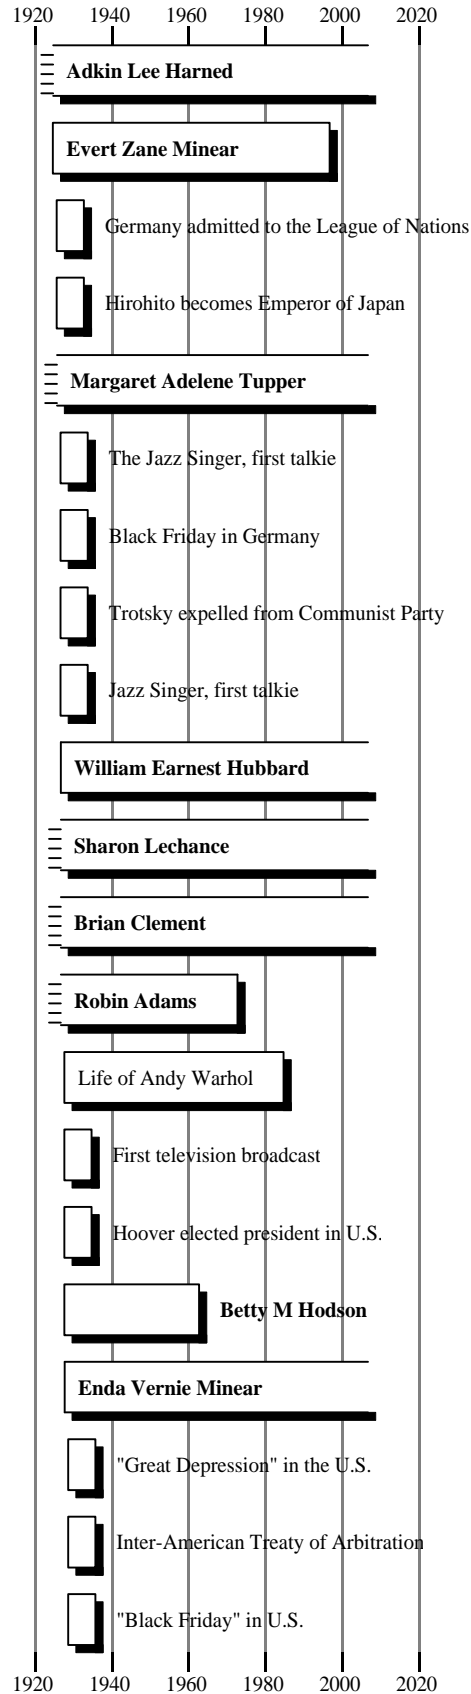 1920 1940 1960 1980 2000 2020
Adkin Lee Harned
Evert Zane Minear
Germany admitted to the League of Nations
Hirohito becomes Emperor of Japan
Margaret Adelene Tupper
The Jazz Singer, first talkie
Black Friday in Germany
Trotsky expelled from Communist Party
Jazz Singer, first talkie
William Earnest Hubbard
Sharon Lechance
Brian Clement
Robin Adams
Life of Andy Warhol
First television broadcast
Hoover elected president in U.S.
Betty M Hodson
Enda Vernie Minear
"Great Depression" in the U.S.
Inter-American Treaty of Arbitration
"Black Friday" in U.S.
1920 1940 1960 1980 2000 2020